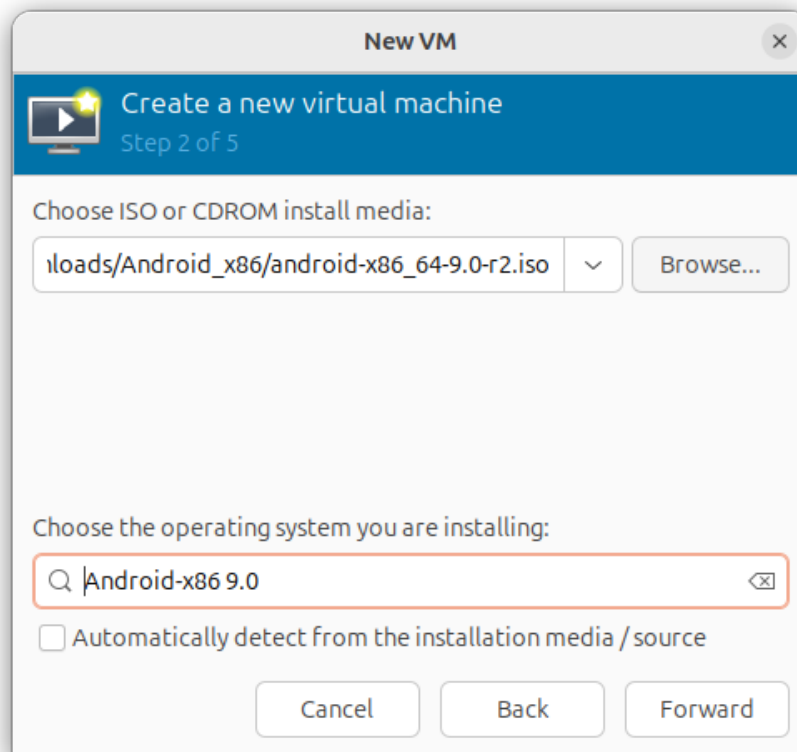 New VM
Create a new virtual machine
Step 2 of 5
Choose ISO or CDROM install media:
nloads/Android_x86/android-x86_64-9.0-r2.iso
Browse...
Choose the operating system you are installing:
Android-x86 9.0
Automatically detect from the installation media / source
Cancel Back Forward